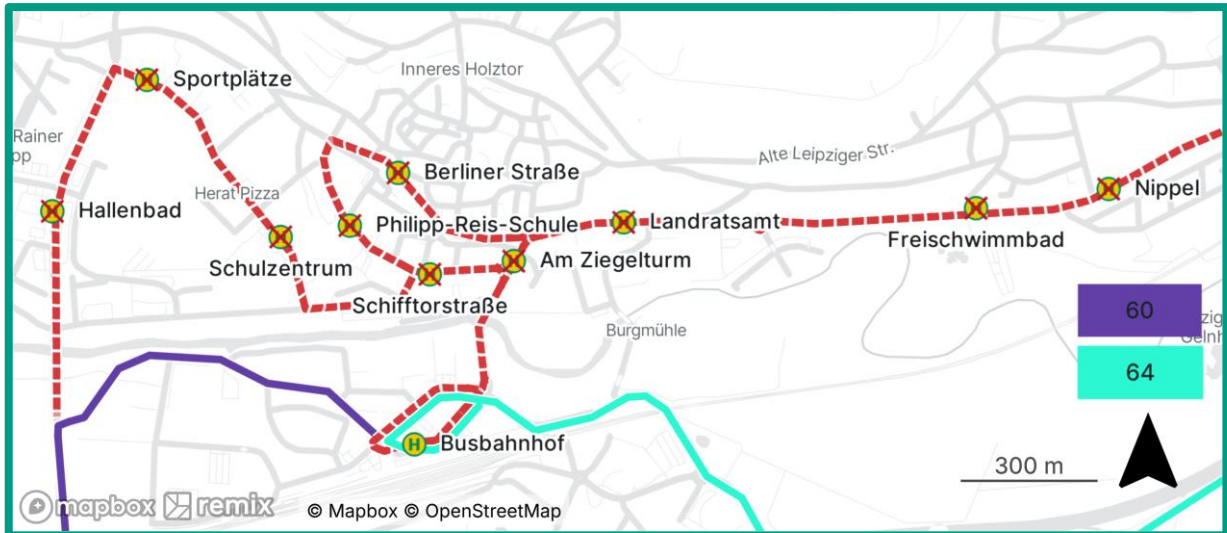 Sportplätze
Inneres Holztor
Rainer
Alte Leipziger Str.
Berliner Straße
Herat Pizza
Nippel
Hallenbad
Philipp-Reis-Schule
Landratsamt
Freischwimmbad
Schulzentrum
Am Ziegelturm
Schifftorstraße
60
Burgmühle
64
H Busbahnhof
300 m
mapbox remix
© Mapbox © OpenStreetMap